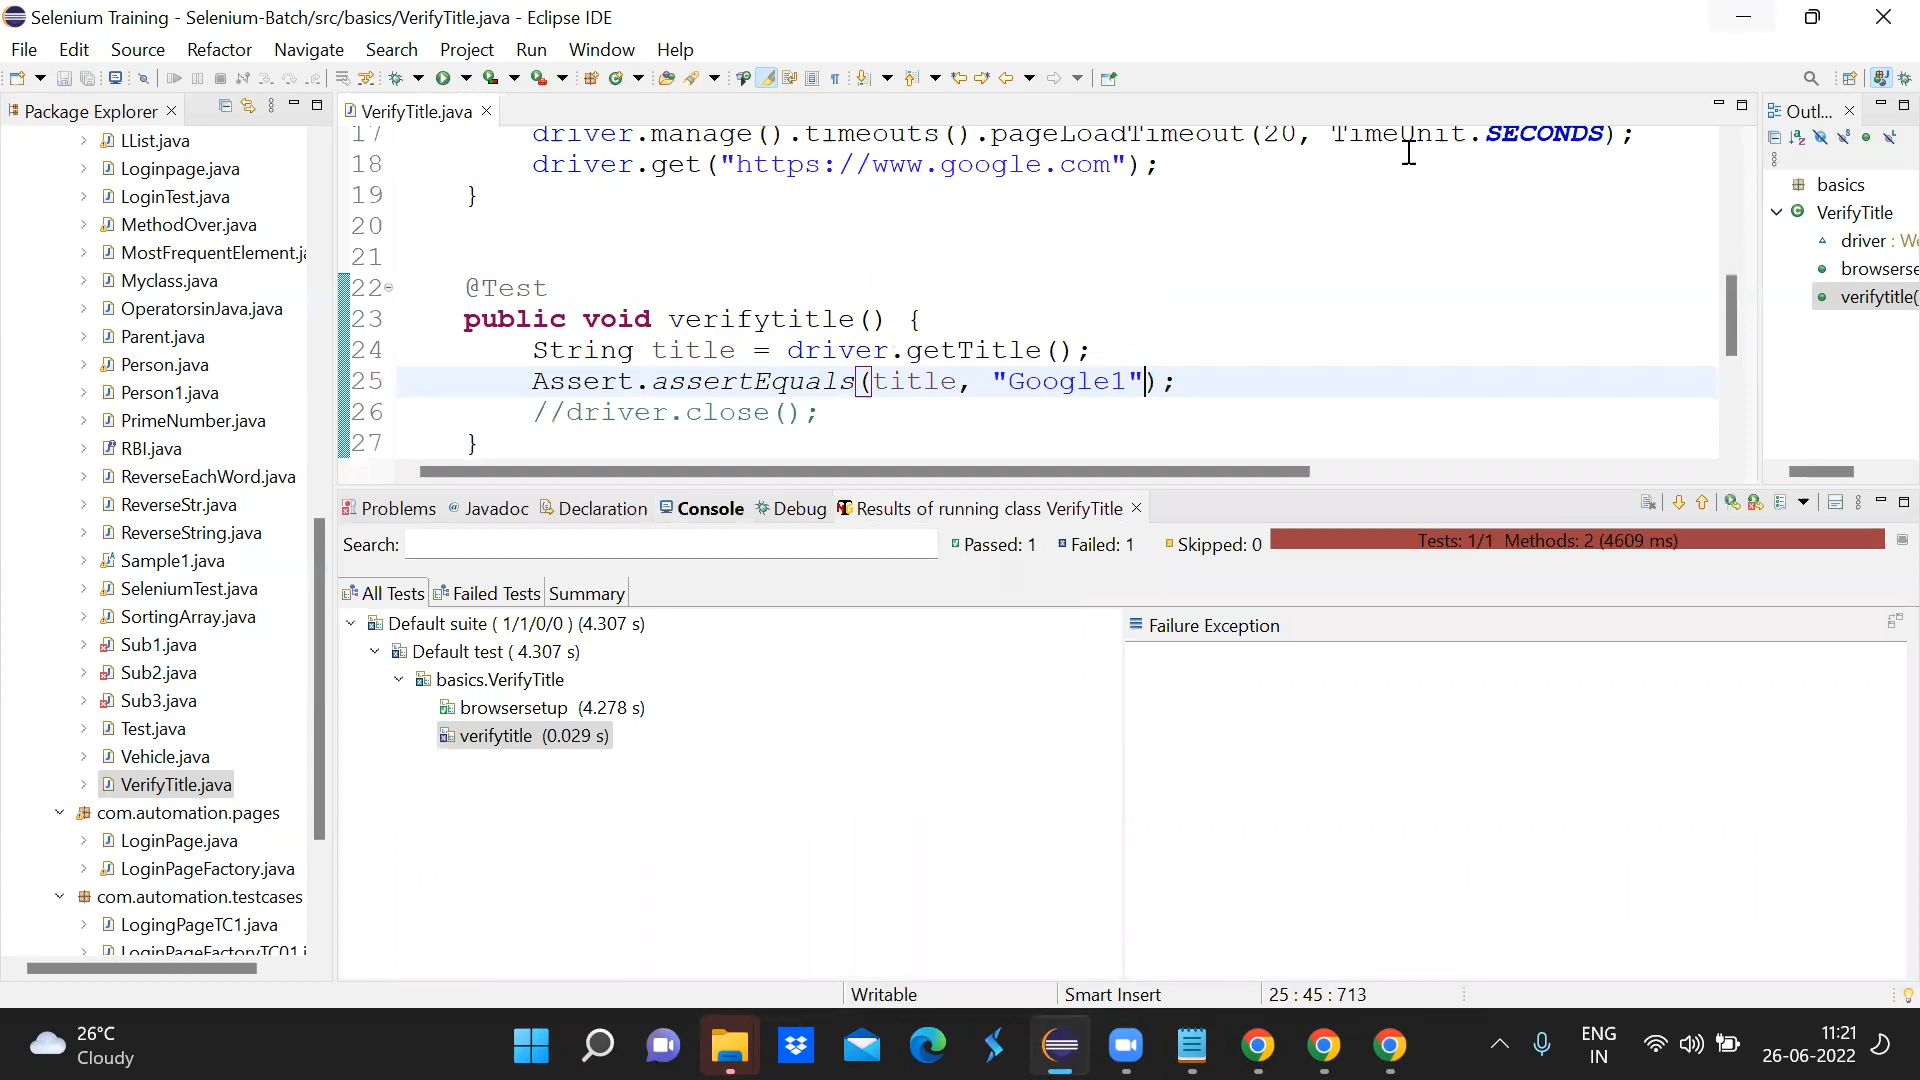 Selenium Training - Selenium-Batch/src/basics/VerifyTitle.java - Eclipse IDE
File Edit Source Refactor Navigate Search Project Run Window Help
Package Explorer
LList.java
Loginpage.java
LoginTest.java
MethodOver.java
MostFrequentElement.ja
Myclass.java
OperatorsinJava.java
Parent.java
Person.java
Person1.java
PrimeNumber.java
RBI.java
ReverseEachWord.java
ReverseStr.java
ReverseString.java
Sample1.java
SeleniumTest.java
SortingArray.java
Sub1.java
Sub2.java
Sub3.java
Test.java
Vehicle.java
VerifyTitle.java
com.automation.pages
LoginPage.java
LoginPageFactory.java
com.automation.testcases
LogingPageTC1.java
LoginPageFactoryTC01.j
VerifyTitle.java
17 driver.manage().timeouts().pageLoadTimeout(20, TimeUnit.SECONDS);
18 driver.get("https://www.google.com");
19 }
20
21
22 @Test
23 public void verifytitle() {
24 String title = driver.getTitle();
25 Assert.assertEquals(title, "Google1");
26 //driver.close();
27 }
Outl...
basics
VerifyTitle
driver : We
browserse
verifytitle(
Problems @ Javadoc Declaration Console Debug Results of running class VerifyTitle
Search: Passed: 1 Failed: 1 Skipped: 0 Tests: 1/1 Methods: 2 (4609 ms)
All Tests Failed Tests Summary
Default suite ( 1/1/0/0 ) (4.307 s)
Default test ( 4.307 s)
basics.VerifyTitle
browsersetup (4.278 s)
verifytitle (0.029 s)
Failure Exception
Writable Smart Insert 25 : 45 : 713
26°C
Cloudy
ENG
IN
11:21
26-06-2022